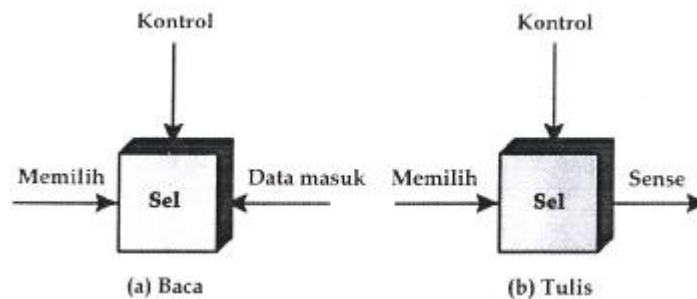 Kontrol
Kontrol
Memilih
Data masuk
Memilih
Sense
Sel
Sel
(a) Baca
(b) Tulis